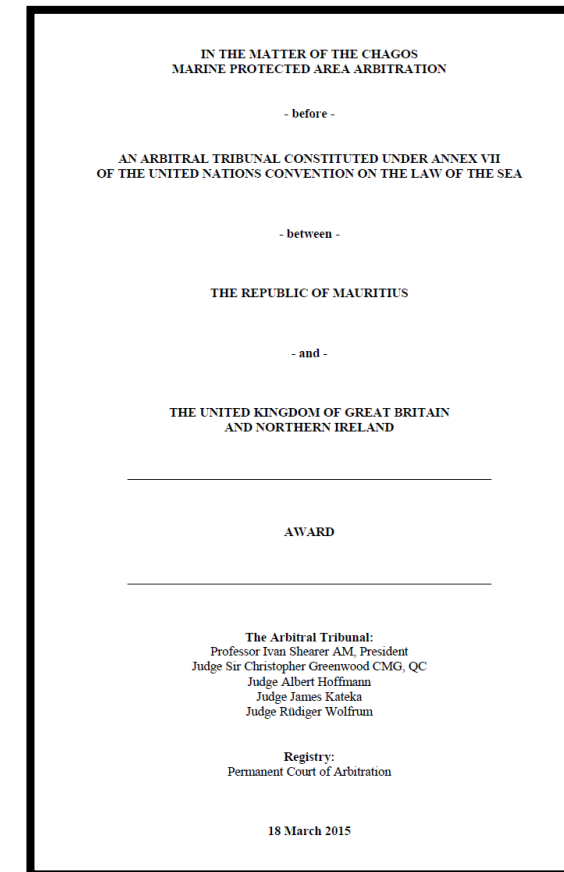 IN THE MATTER OF THE CHAGOS
MARINE PROTECTED AREA ARBITRATION
- before -
AN ARBITRAL TRIBUNAL CONSTITUTED UNDER ANNEX VII
OF THE UNITED NATIONS CONVENTION ON THE LAW OF THE SEA
- between -
THE REPUBLIC OF MAURITIUS
- and -
THE UNITED KINGDOM OF GREAT BRITAIN
AND NORTHERN IRELAND
AWARD
The Arbitral Tribunal:
Professor Ivan Shearer AM, President
Judge Sir Christopher Greenwood CMG, QC
Judge Albert Hoffmann
Judge James Kateka
Judge Rüdiger Wolfrum
Registry:
Permanent Court of Arbitration
18 March 2015